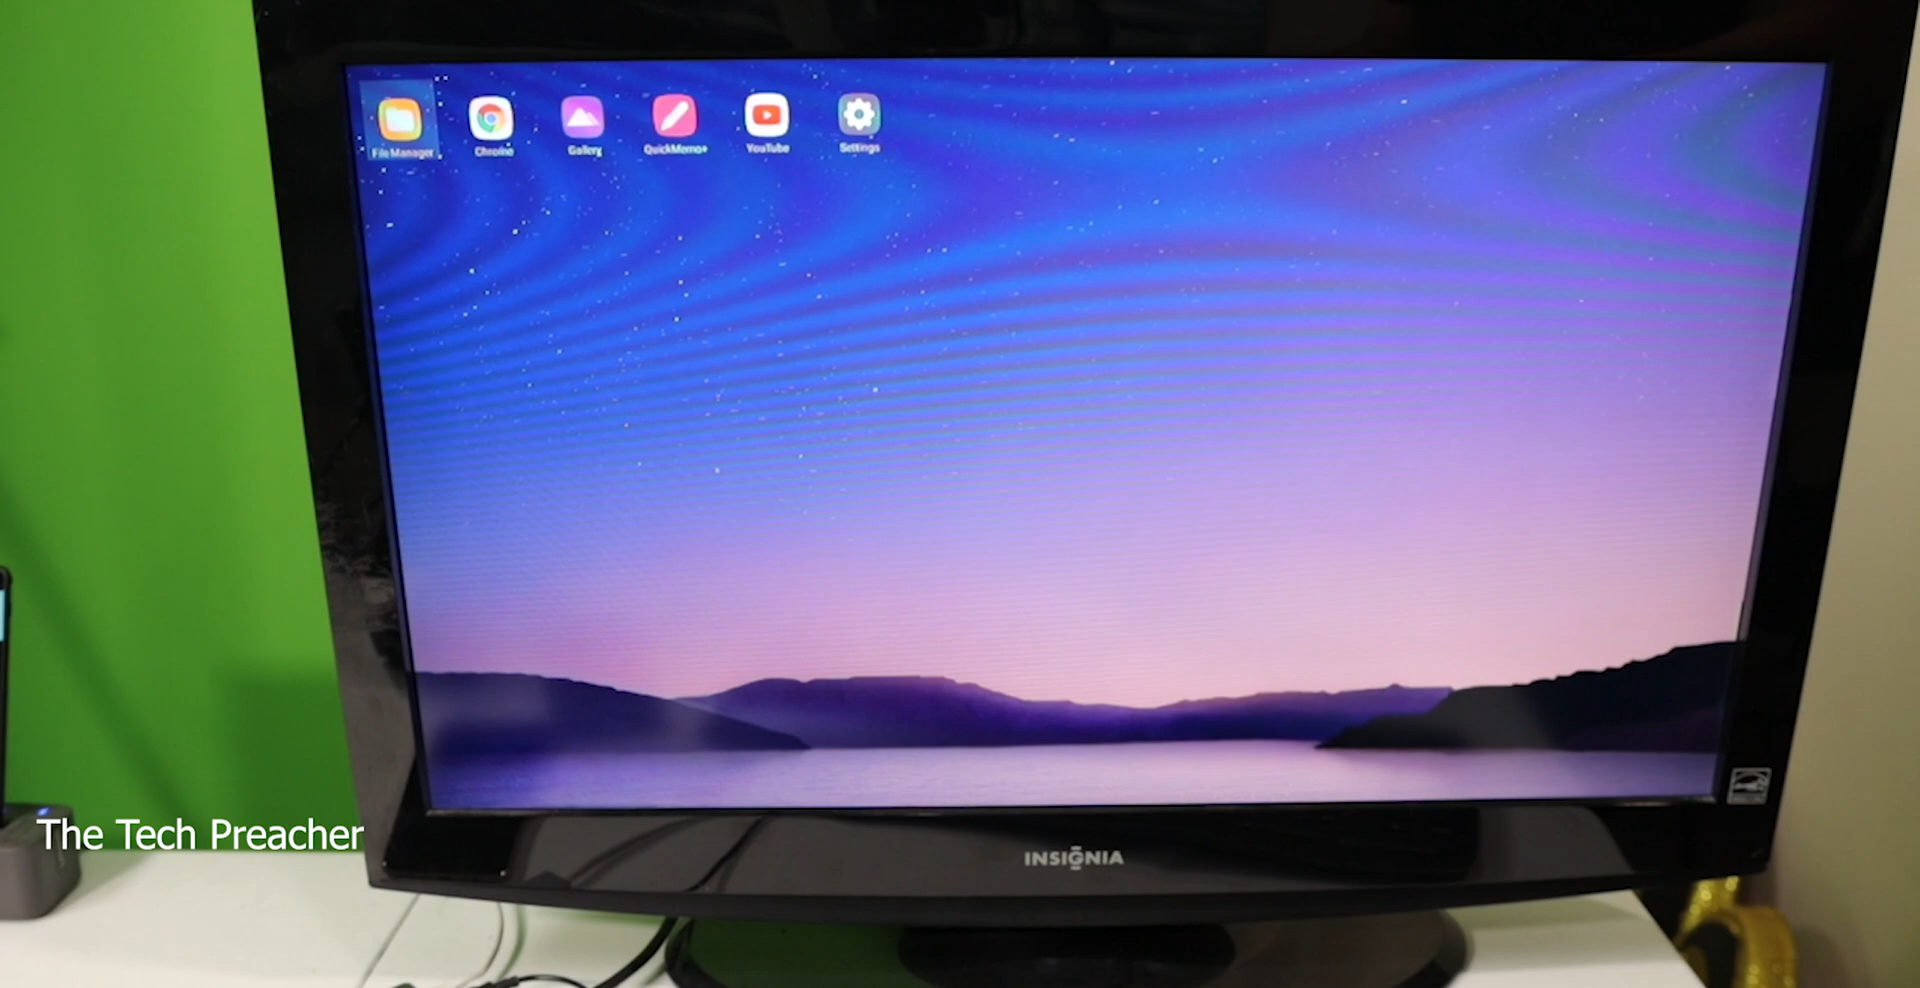 File Manager
Chrome
Gallery
QuickMemo+
YouTube
Settings
The Tech Preacher
INSIGNIA